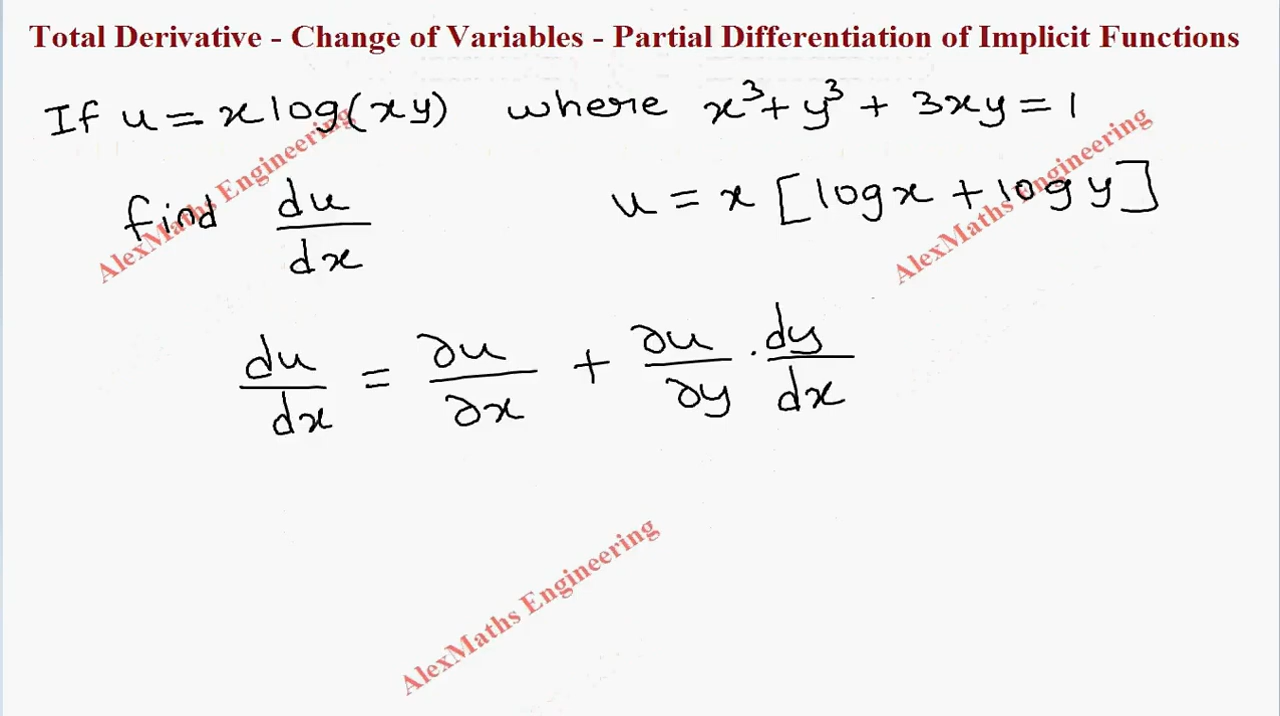 Total Derivative - Change of Variables - Partial Differentiation of Implicit Functions
If u = x log(xy) where x³ + y³ + 3xy = 1
find du/dx
u = x [log x + log y]
du/dx = ∂u/∂x + ∂u/∂y · dy/dx
AlexMaths Engineering
AlexMaths Engineering
AlexMaths Engineering